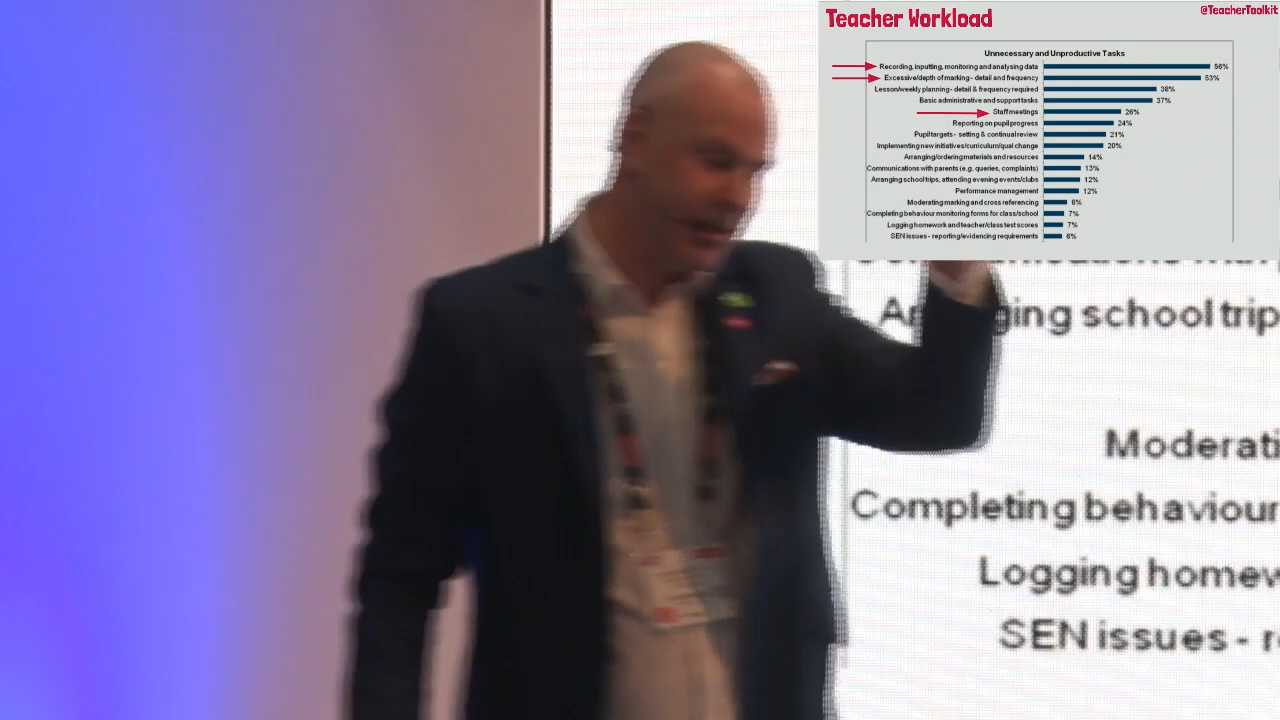 Teacher Workload
@TeacherToolkit
Unnecessary and Unproductive Tasks
Recording, inputting, monitoring and analysing data 56%
Excessive/depth of marking - detail and frequency 53%
Lesson/weekly planning - detail & frequency required 38%
Basic administrative and support tasks 37%
Staff meetings 26%
Reporting on pupil progress 24%
Pupil targets - setting & continual review 21%
Implementing new initiatives/curriculum/qual change 20%
Arranging/ordering materials and resources 14%
Communications with parents (e.g. queries, complaints) 13%
Arranging school trips, attending evening events/clubs 12%
Performance management 12%
Moderating marking and cross referencing 8%
Completing behaviour monitoring forms for class/school 7%
Logging homework and teacher/class test scores 7%
SEN issues - reporting/evidencing requirements 6%
Ar ging school trip
Moderati
Completing behaviour
Logging homew
SEN issues - r